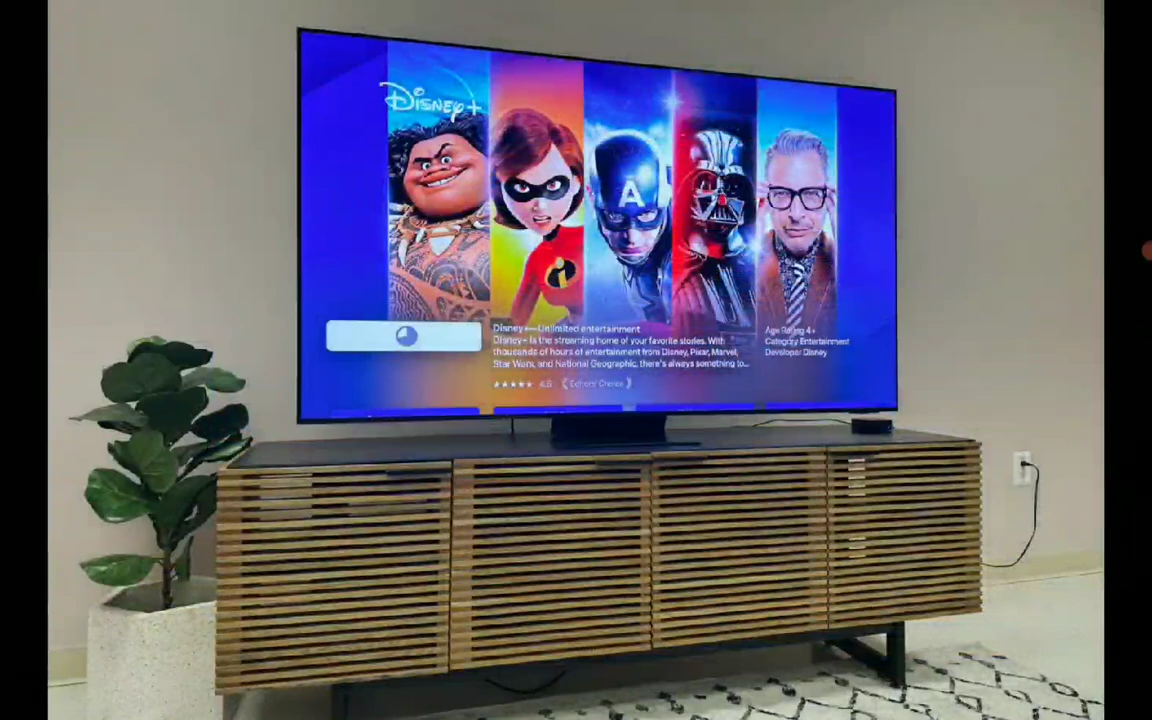 Disney+
Disney+—Unlimited entertainment
Disney+ is the streaming home of your favorite stories. With
thousands of hours of entertainment from Disney, Pixar, Marvel,
Star Wars, and National Geographic, there's always something to...
4.6 Editors' Choice
Age Rating 4+
Category Entertainment
Developer Disney
A